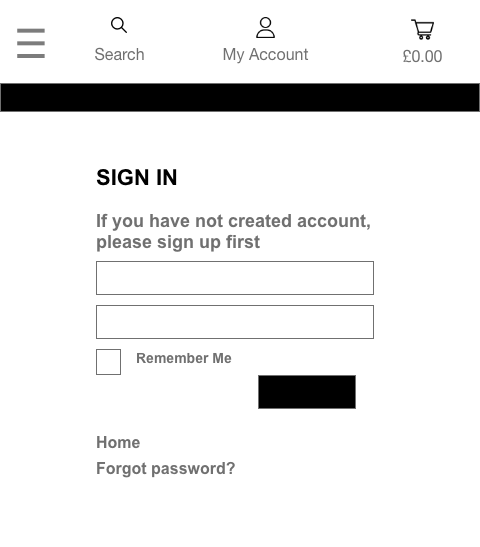 Search
My Account
£0.00
SIGN IN
If you have not created account,
please sign up first
Remember Me
Home
Forgot password?